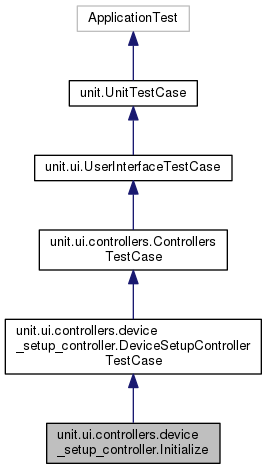 ApplicationTest
unit.UnitTestCase
unit.ui.UserInterfaceTestCase
unit.ui.controllers.Controllers
TestCase
unit.ui.controllers.device
_setup_controller.DeviceSetupController
TestCase
unit.ui.controllers.device
_setup_controller.Initialize